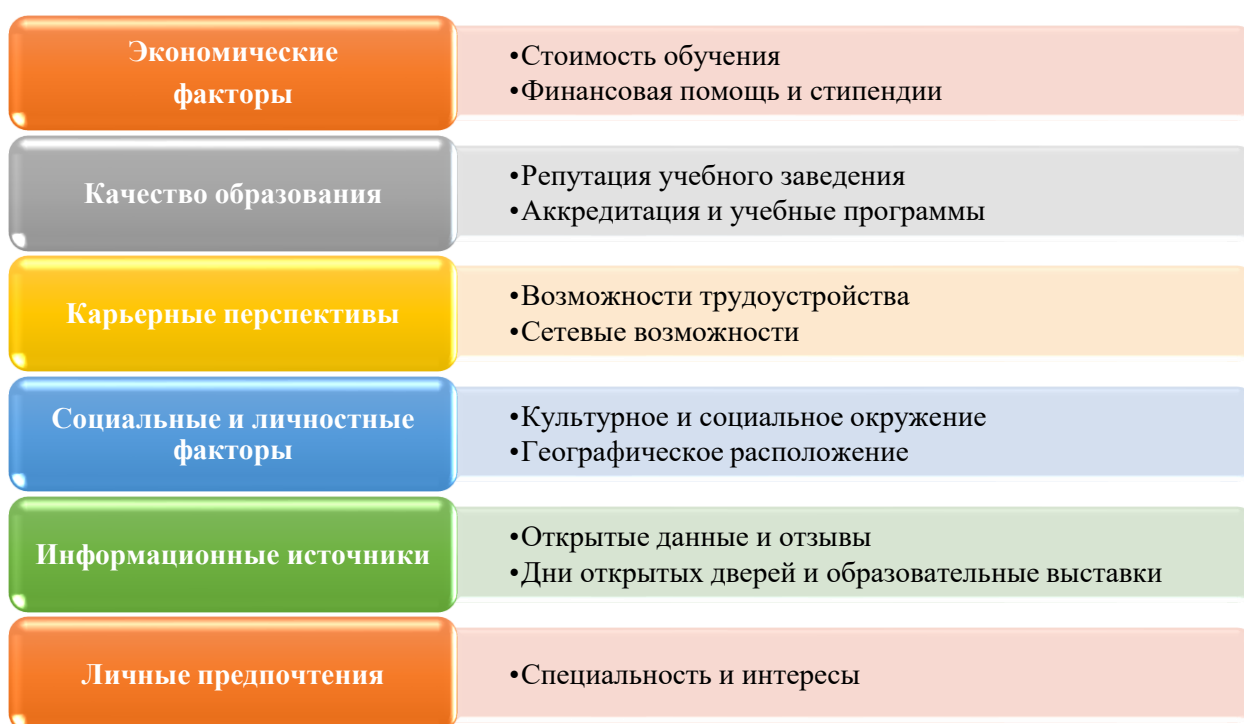 Экономические
факторы
•Стоимость обучения
•Финансовая помощь и стипендии
Качество образования
•Репутация учебного заведения
•Аккредитация и учебные программы
Карьерные перспективы
•Возможности трудоустройства
•Сетевые возможности
Социальные и личностные
факторы
•Культурное и социальное окружение
•Географическое расположение
Информационные источники
•Открытые данные и отзывы
•Дни открытых дверей и образовательные выставки
Личные предпочтения
•Специальность и интересы